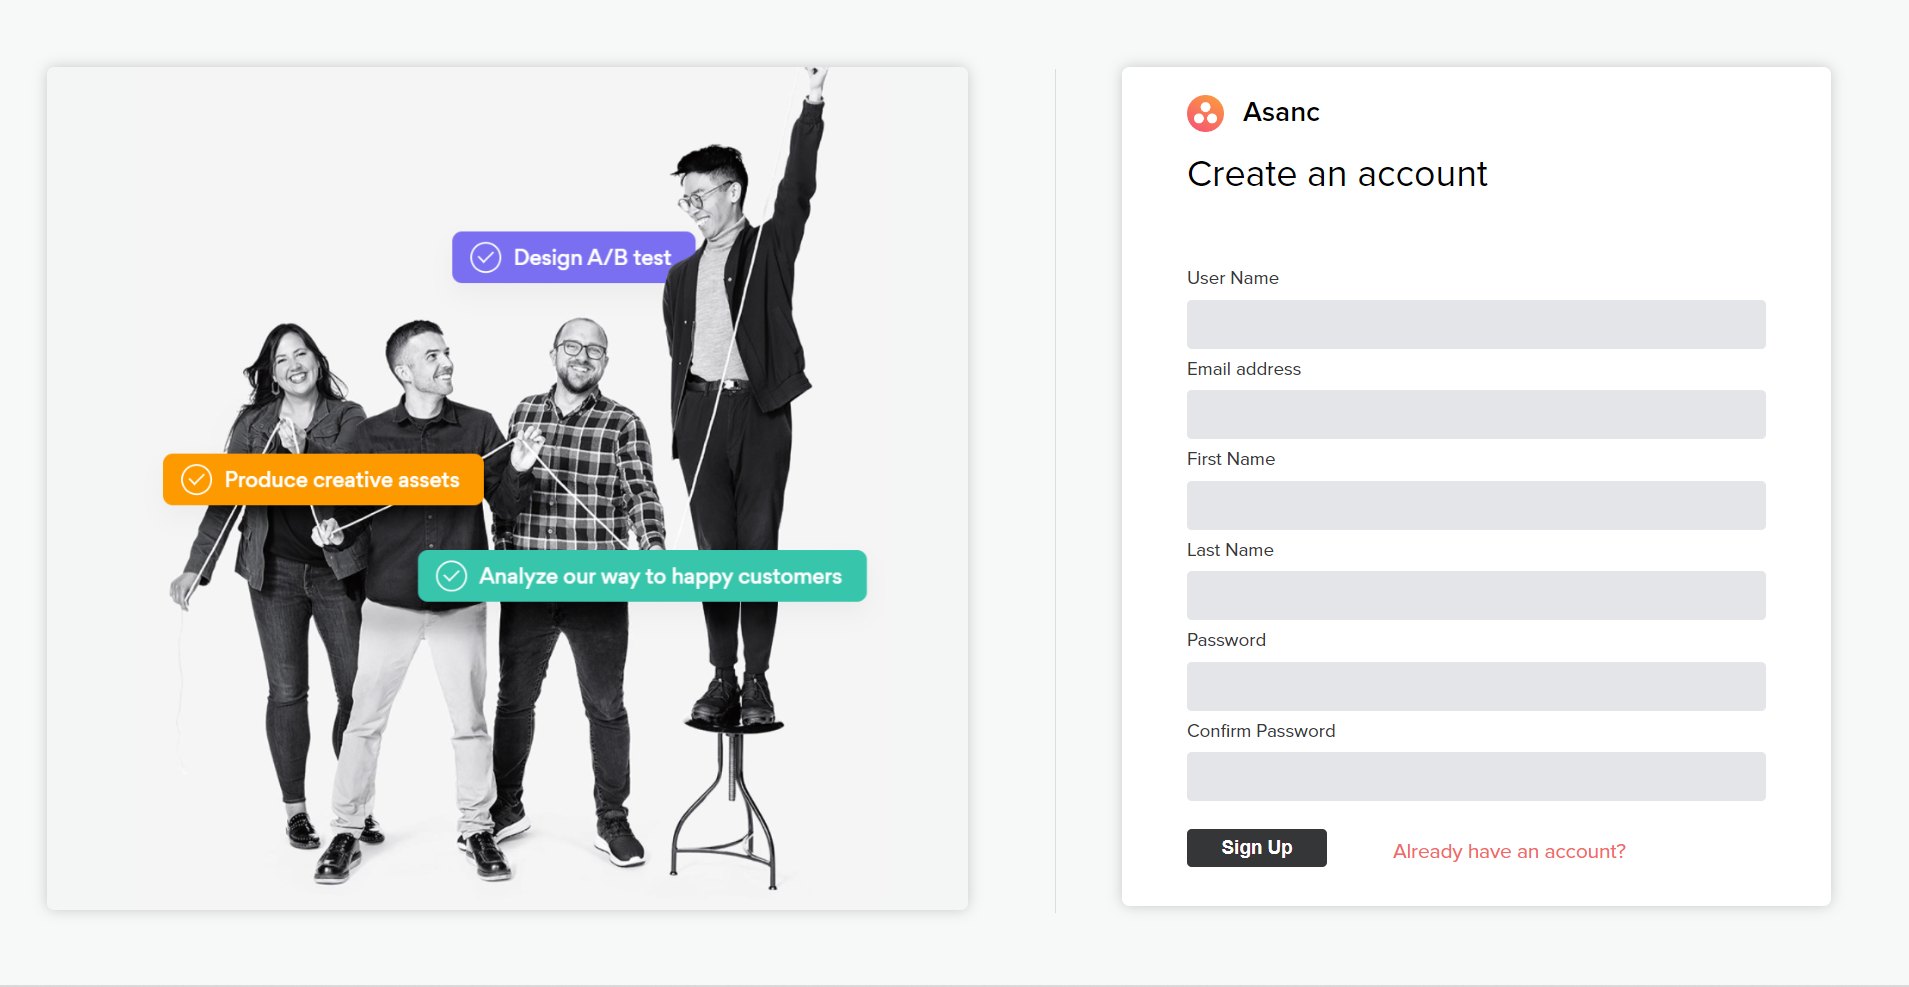 Design A/B test
Produce creative assets
Analyze our way to happy customers
Asanc
Create an account
User Name
Email address
First Name
Last Name
Password
Confirm Password
Sign Up
Already have an account?